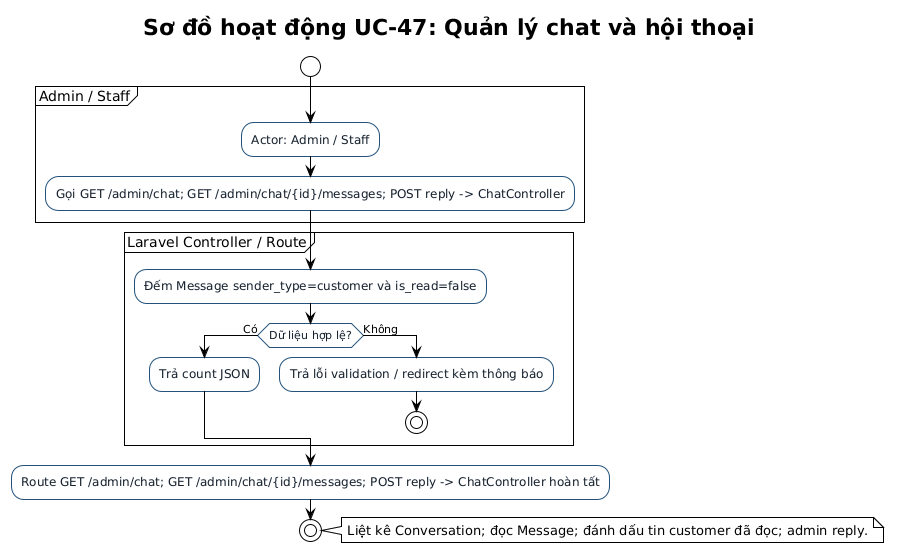 Sơ đồ hoạt động UC-47: Quản lý chat và hội thoại
Admin / Staff
Actor: Admin / Staff
Gọi GET /admin/chat; GET /admin/chat/{id}/messages; POST reply -> ChatController
Laravel Controller / Route
Đếm Message sender_type=customer và is_read=false
Dữ liệu hợp lệ?
Có
Không
Trả count JSON
Trả lỗi validation / redirect kèm thông báo
Route GET /admin/chat; GET /admin/chat/{id}/messages; POST reply -> ChatController hoàn tất
Liệt kê Conversation; đọc Message; đánh dấu tin customer đã đọc; admin reply.